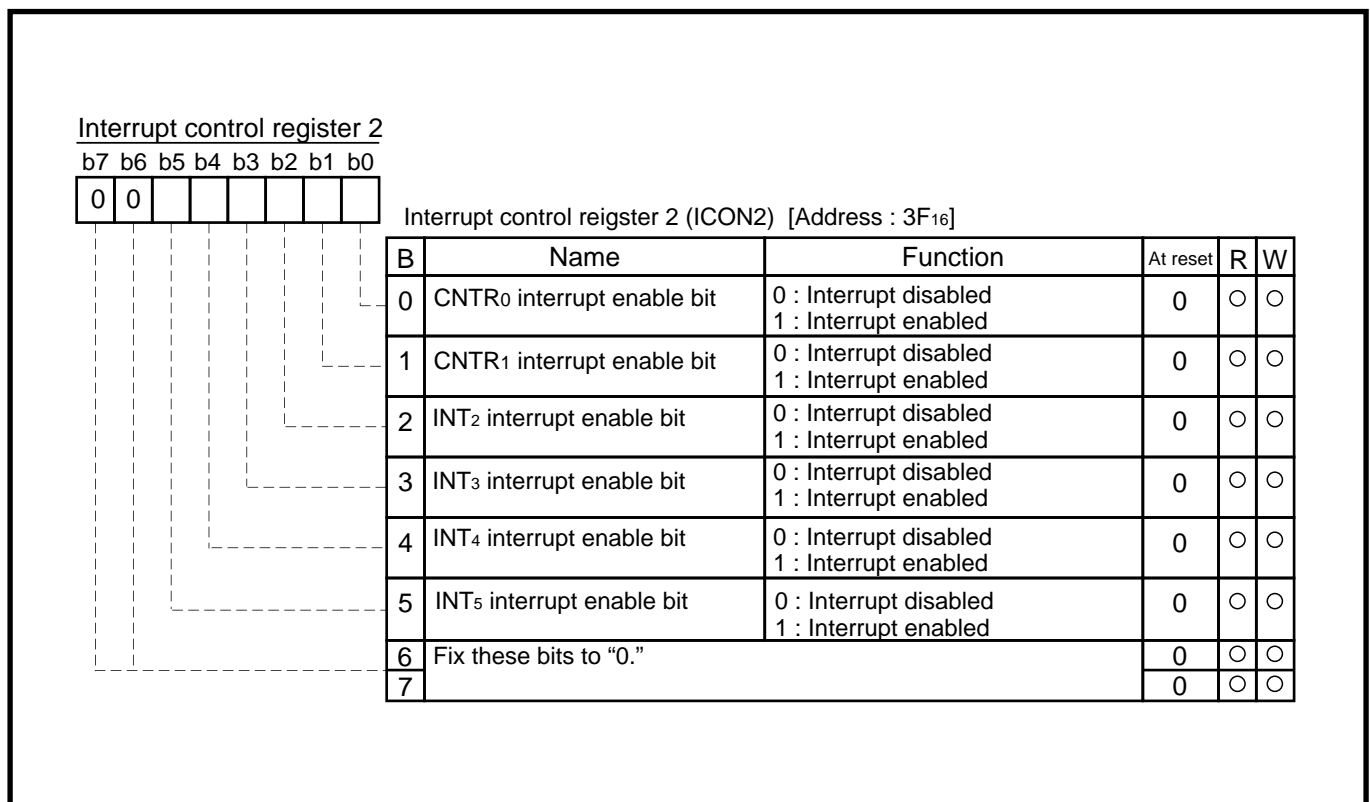 Interrupt control register 2
b7 b6 b5 b4 b3 b2 b1 b0
0 0
Interrupt control reigster 2 (ICON2) [Address : 3F16]
B Name Function At reset R W
0 CNTR0 interrupt enable bit 0 : Interrupt disabled 0 ○ ○
1 : Interrupt enabled
1 CNTR1 interrupt enable bit 0 : Interrupt disabled 0 ○ ○
1 : Interrupt enabled
2 INT2 interrupt enable bit 0 : Interrupt disabled 0 ○ ○
1 : Interrupt enabled
3 INT3 interrupt enable bit 0 : Interrupt disabled 0 ○ ○
1 : Interrupt enabled
4 INT4 interrupt enable bit 0 : Interrupt disabled 0 ○ ○
1 : Interrupt enabled
5 INT5 interrupt enable bit 0 : Interrupt disabled 0 ○ ○
1 : Interrupt enabled
6 Fix these bits to “0.” 0 ○ ○
7 0 ○ ○